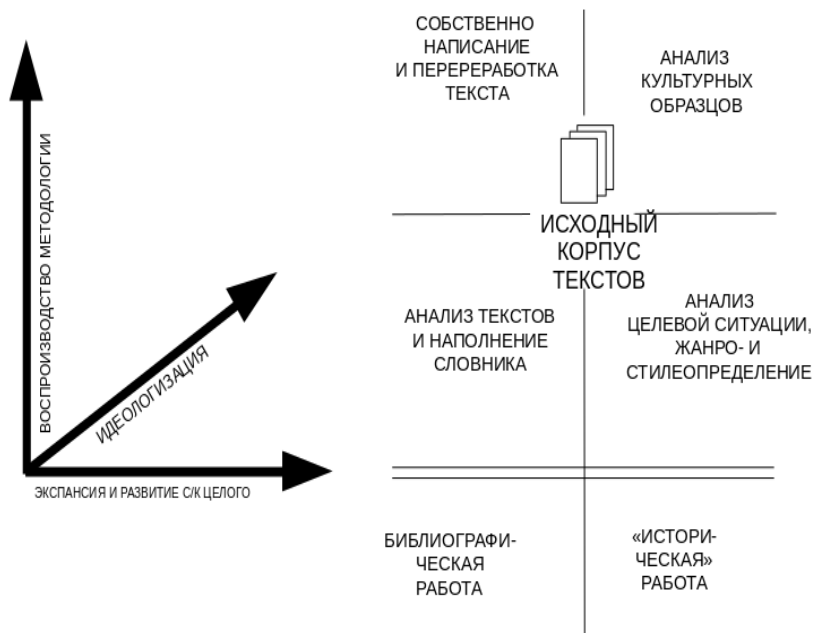 ВОСПРОИЗВОДСТВО МЕТОДОЛОГИИ
ИДЕОЛОГИЗАЦИЯ
ЭКСПАНСИЯ И РАЗВИТИЕ С/К ЦЕЛОГО
СОБСТВЕННО
НАПИСАНИЕ
И ПЕРЕРЕРАБОТКА
ТЕКСТА
АНАЛИЗ
КУЛЬТУРНЫХ
ОБРАЗЦОВ
ИСХОДНЫЙ
КОРПУС
ТЕКСТОВ
АНАЛИЗ ТЕКСТОВ
И НАПОЛНЕНИЕ
СЛОВНИКА
АНАЛИЗ
ЦЕЛЕВОЙ СИТУАЦИИ,
ЖАНРО- И
СТИЛЕОПРЕДЕЛЕНИЕ
БИБЛИОГРАФИ-
ЧЕСКАЯ
РАБОТА
«ИСТОРИ-
ЧЕСКАЯ»
РАБОТА